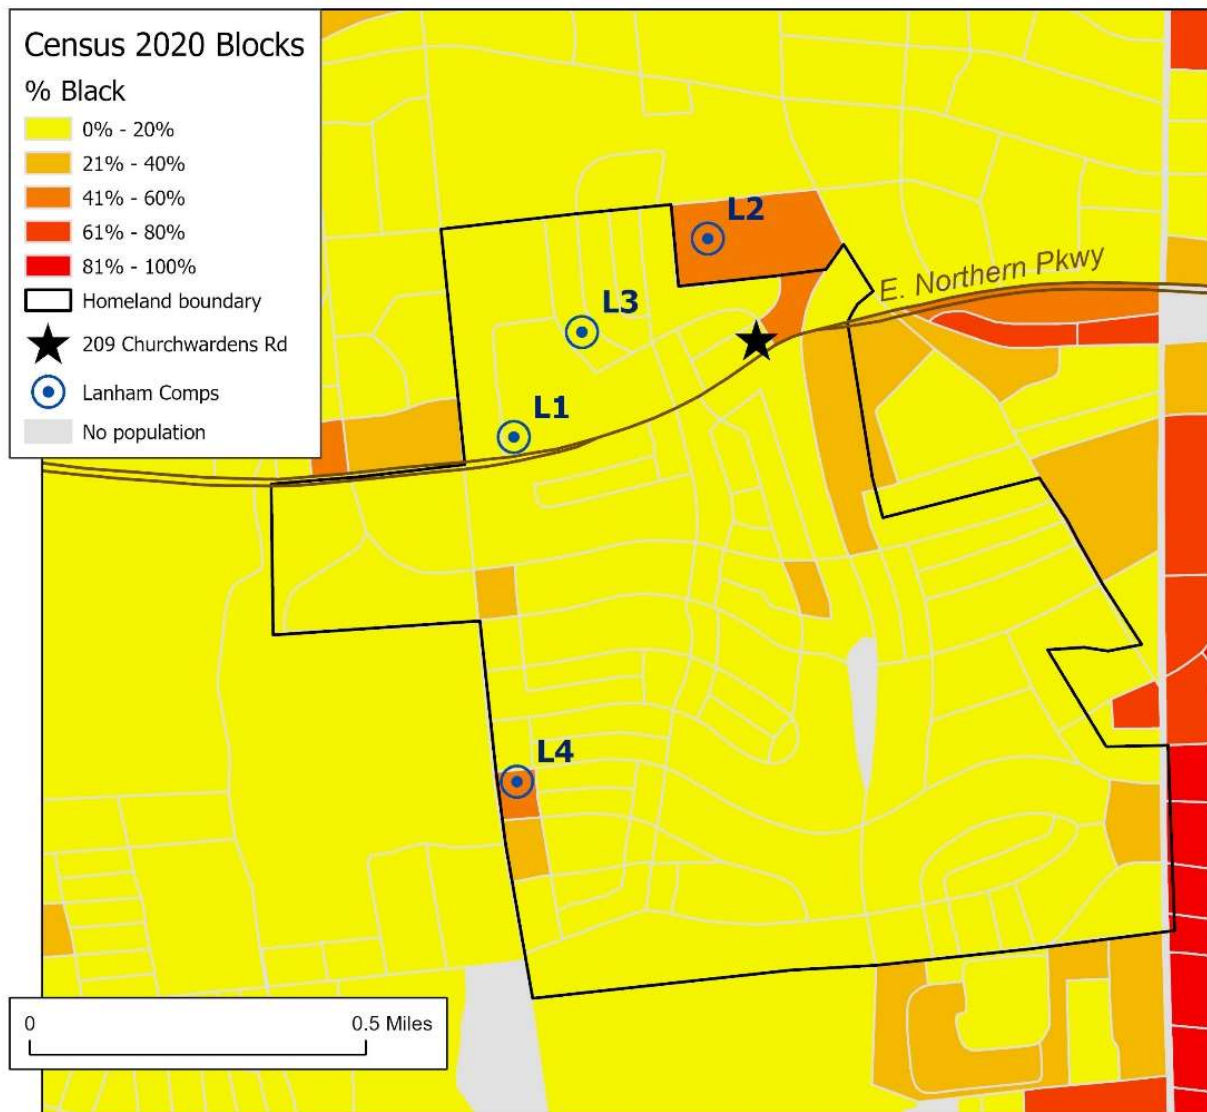 Census 2020 Blocks
% Black
0% - 20%
21% - 40%
41% - 60%
61% - 80%
81% - 100%
Homeland boundary
209 Churchwardens Rd
Lanham Comps
No population
L2
E. Northern Pkwy
L3
L1
L4
0 0.5 Miles